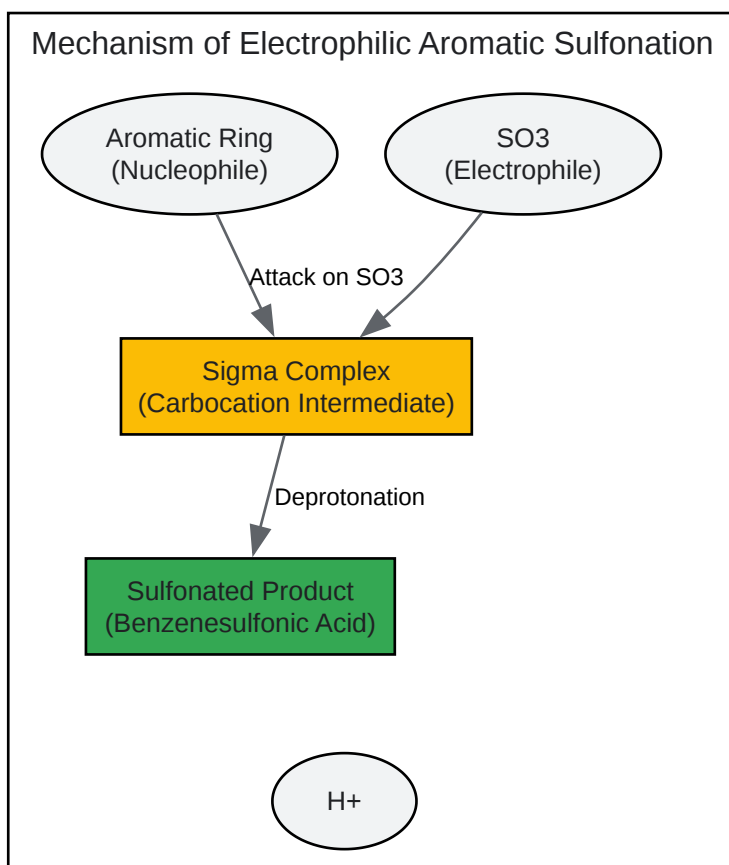 Mechanism of Electrophilic Aromatic Sulfonation
Aromatic Ring
(Nucleophile)
SO3
(Electrophile)
Attack on SO3
Sigma Complex
(Carbocation Intermediate)
Deprotonation
Sulfonated Product
(Benzenesulfonic Acid)
H+